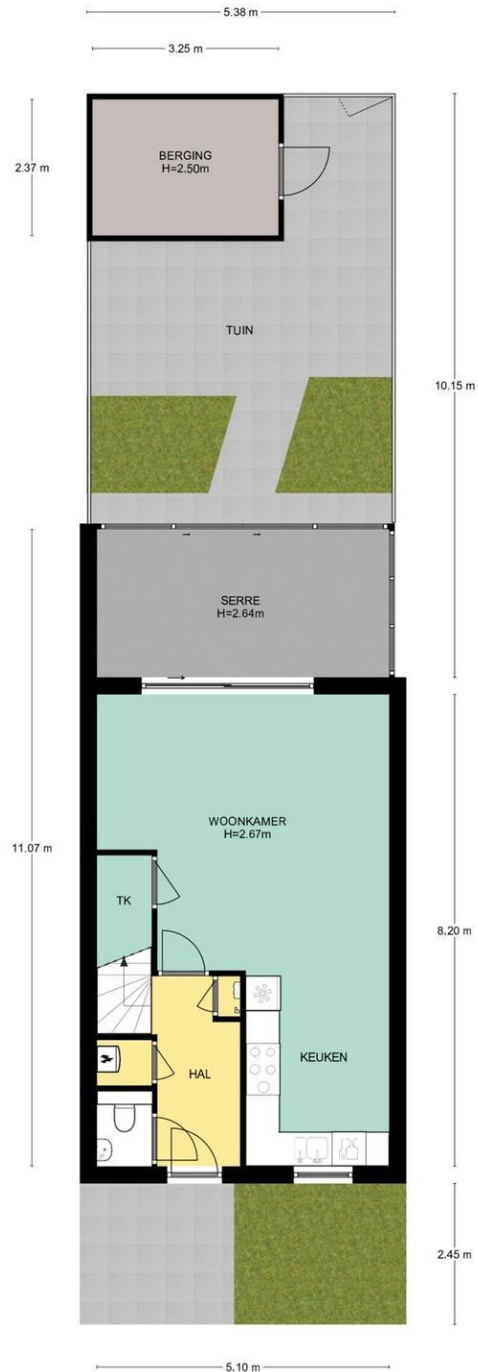 5.38 m
3.25 m
2.37 m
BERGING
H=2.50m
TUIN
10.15 m
SERRE
H=2.64m
WOONKAMER
H=2.67m
11.07 m
TK
8.20 m
KEUKEN
HAL
2.45 m
5.10 m